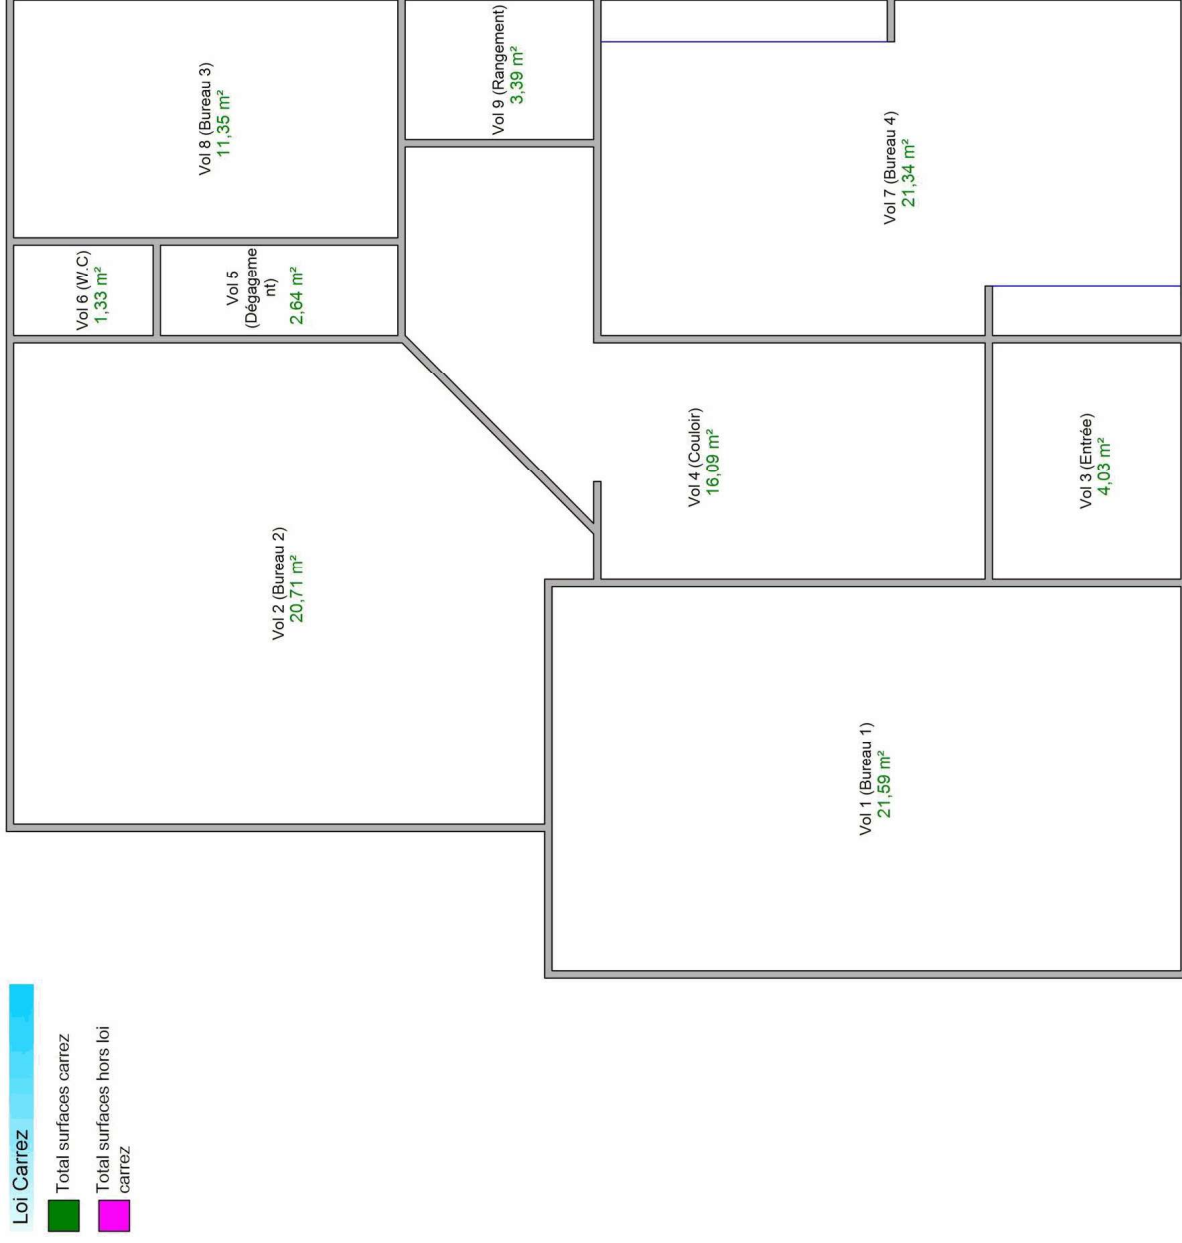 Loi Carrez
Total surfaces carrez
Total surfaces hors loi
carrez
Vol 6 (W.C)
1,33 m²
Vol 8 (Bureau 3)
11,35 m²
Vol 5
(Dégageme
nt)
2,64 m²
Vol 2 (Bureau 2)
20,71 m²
Vol 9 (Rangement)
3,39 m²
Vol 4 (Couloir)
16,09 m²
Vol 1 (Bureau 1)
21,59 m²
Vol 7 (Bureau 4)
21,34 m²
Vol 3 (Entrée)
4,03 m²